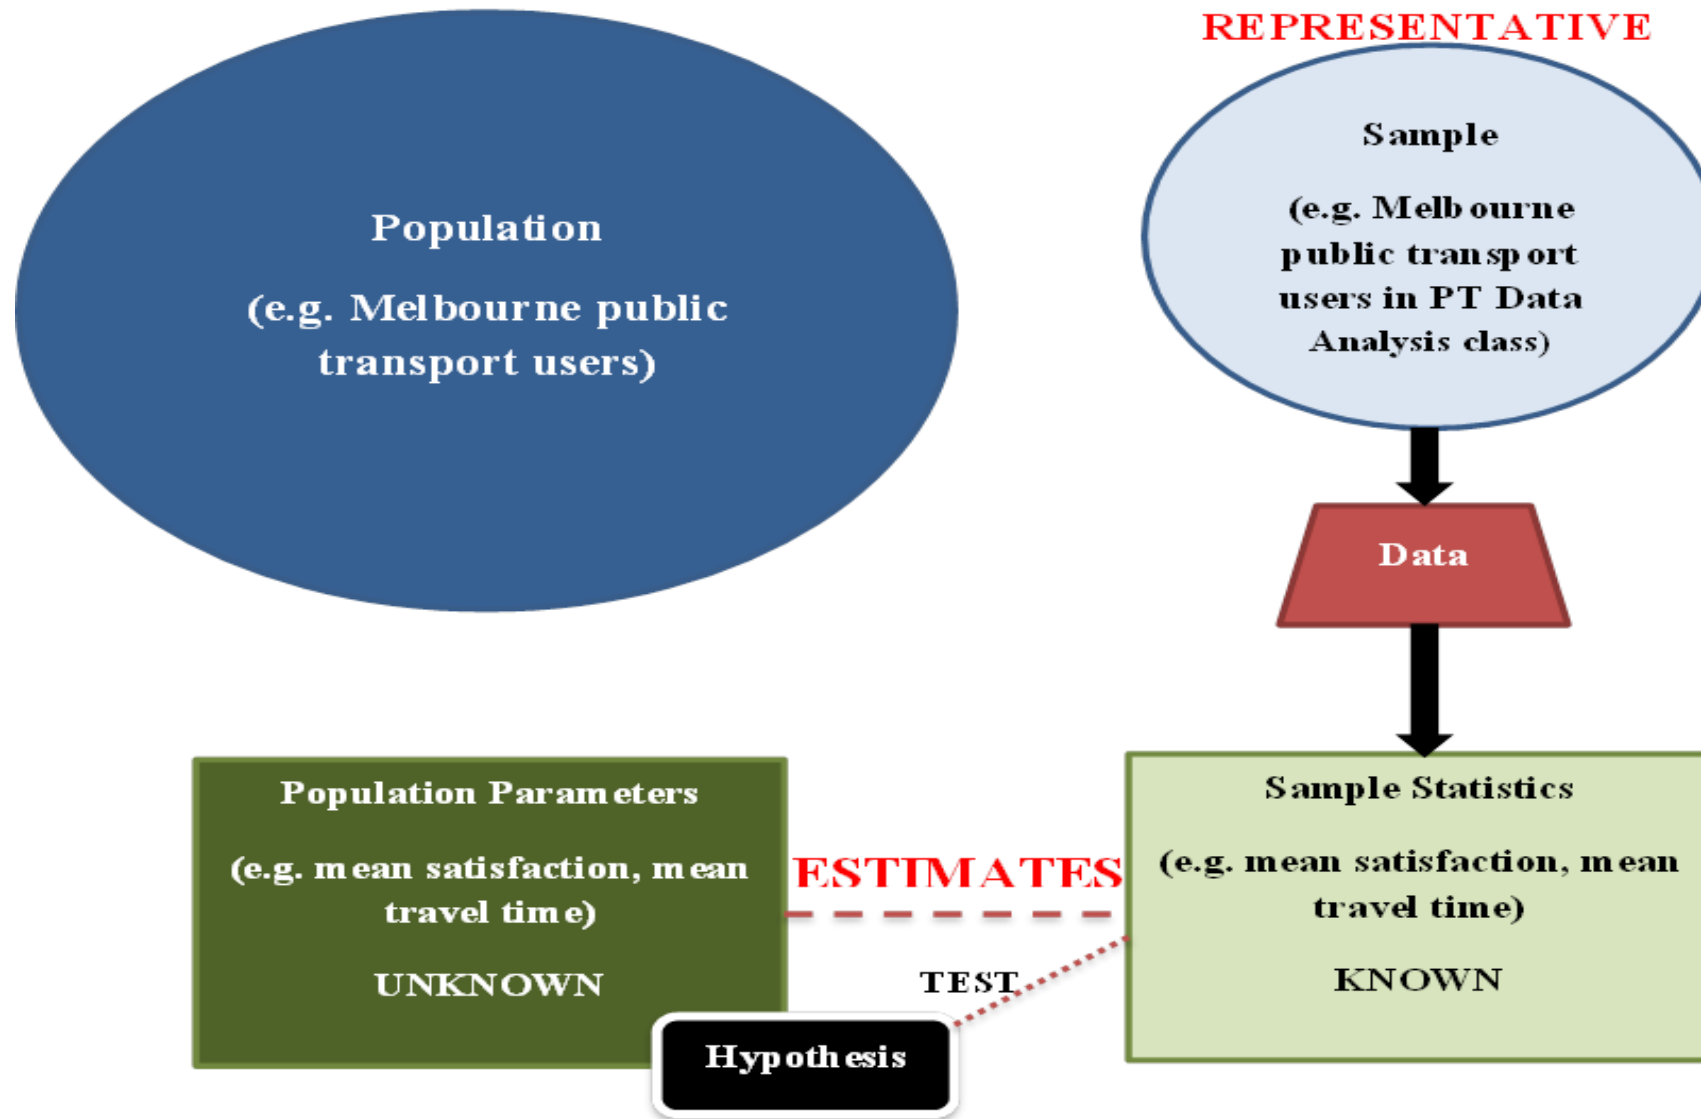 REPRESENTATIVE
Population
(e.g. Melbourne public
transport users)
Sample
(e.g. Melbourne
public transport
users in PT Data
Analysis class)
Data
Population Parameters
(e.g. mean satisfaction, mean
travel time)
UNKNOWN
ESTIMATES
TEST
Hypothesis
Sample Statistics
(e.g. mean satisfaction, mean
travel time)
KNOWN